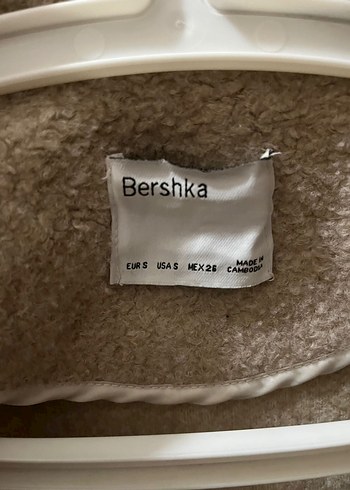 Bershka
EUR S USA S MEX 26 MADE IN
CAMBODIA